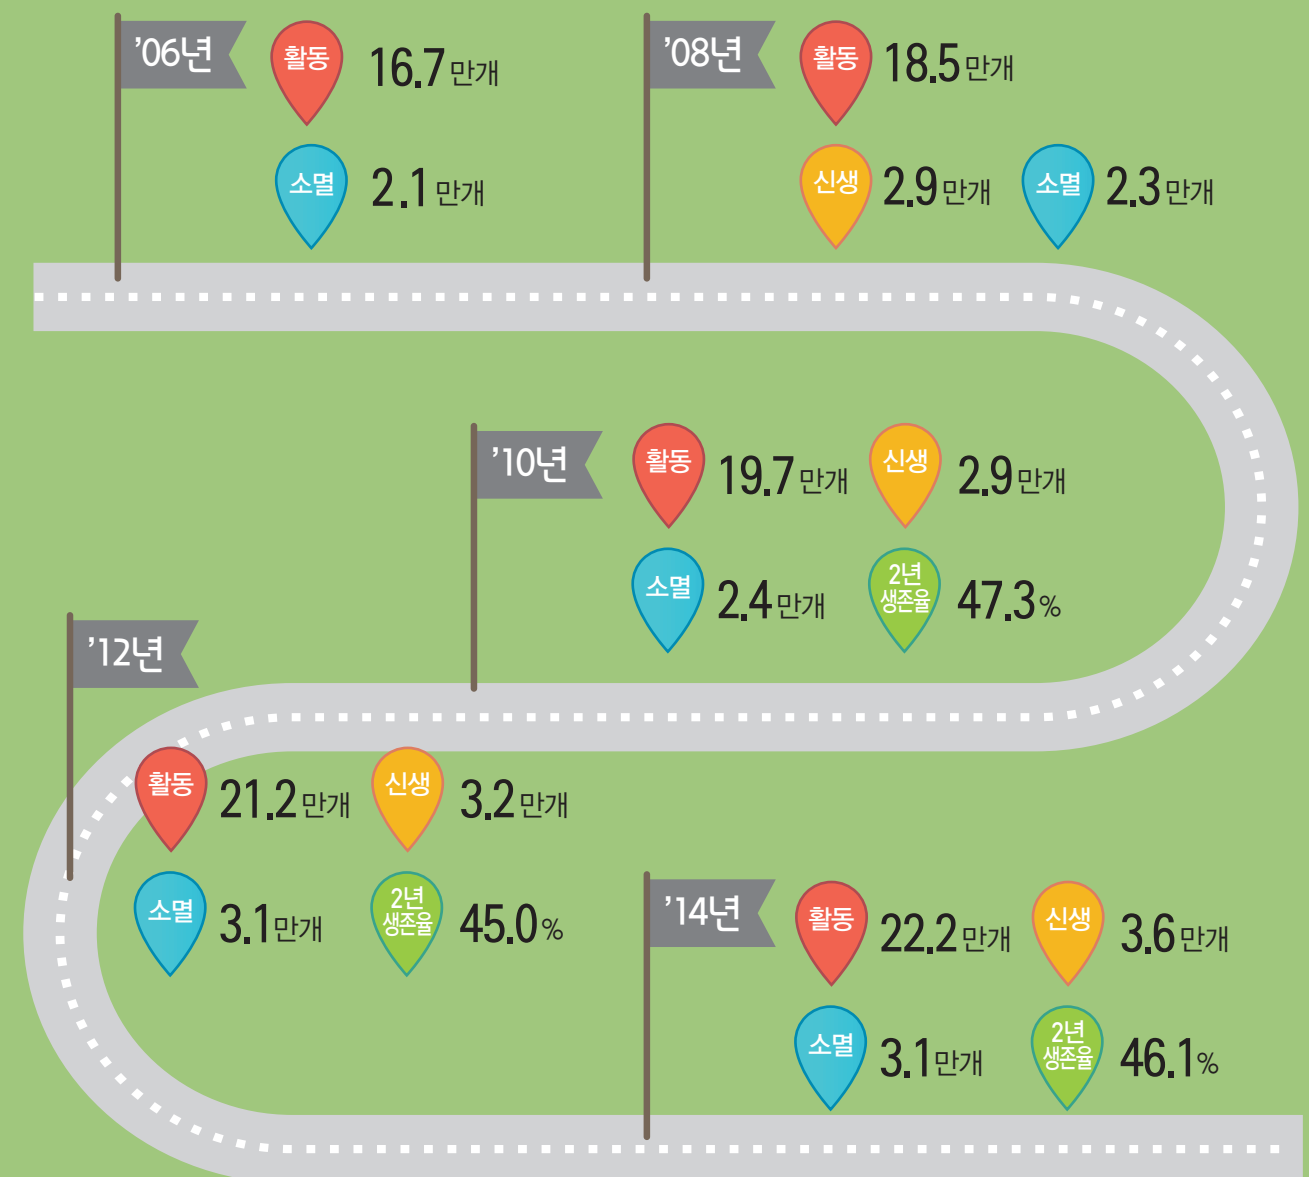 ’06년
활동 16.7 만개
소멸 2.1 만개
’08년
활동 18.5 만개
신생 2.9 만개 소멸 2.3 만개
’10년
활동 19.7 만개 신생 2.9 만개
소멸 2.4 만개 2년
생존율 47.3 %
’12년
활동 21.2 만개 신생 3.2 만개
소멸 3.1 만개 2년
생존율 45.0 %
’14년
활동 22.2 만개 신생 3.6 만개
소멸 3.1 만개 2년
생존율 46.1 %